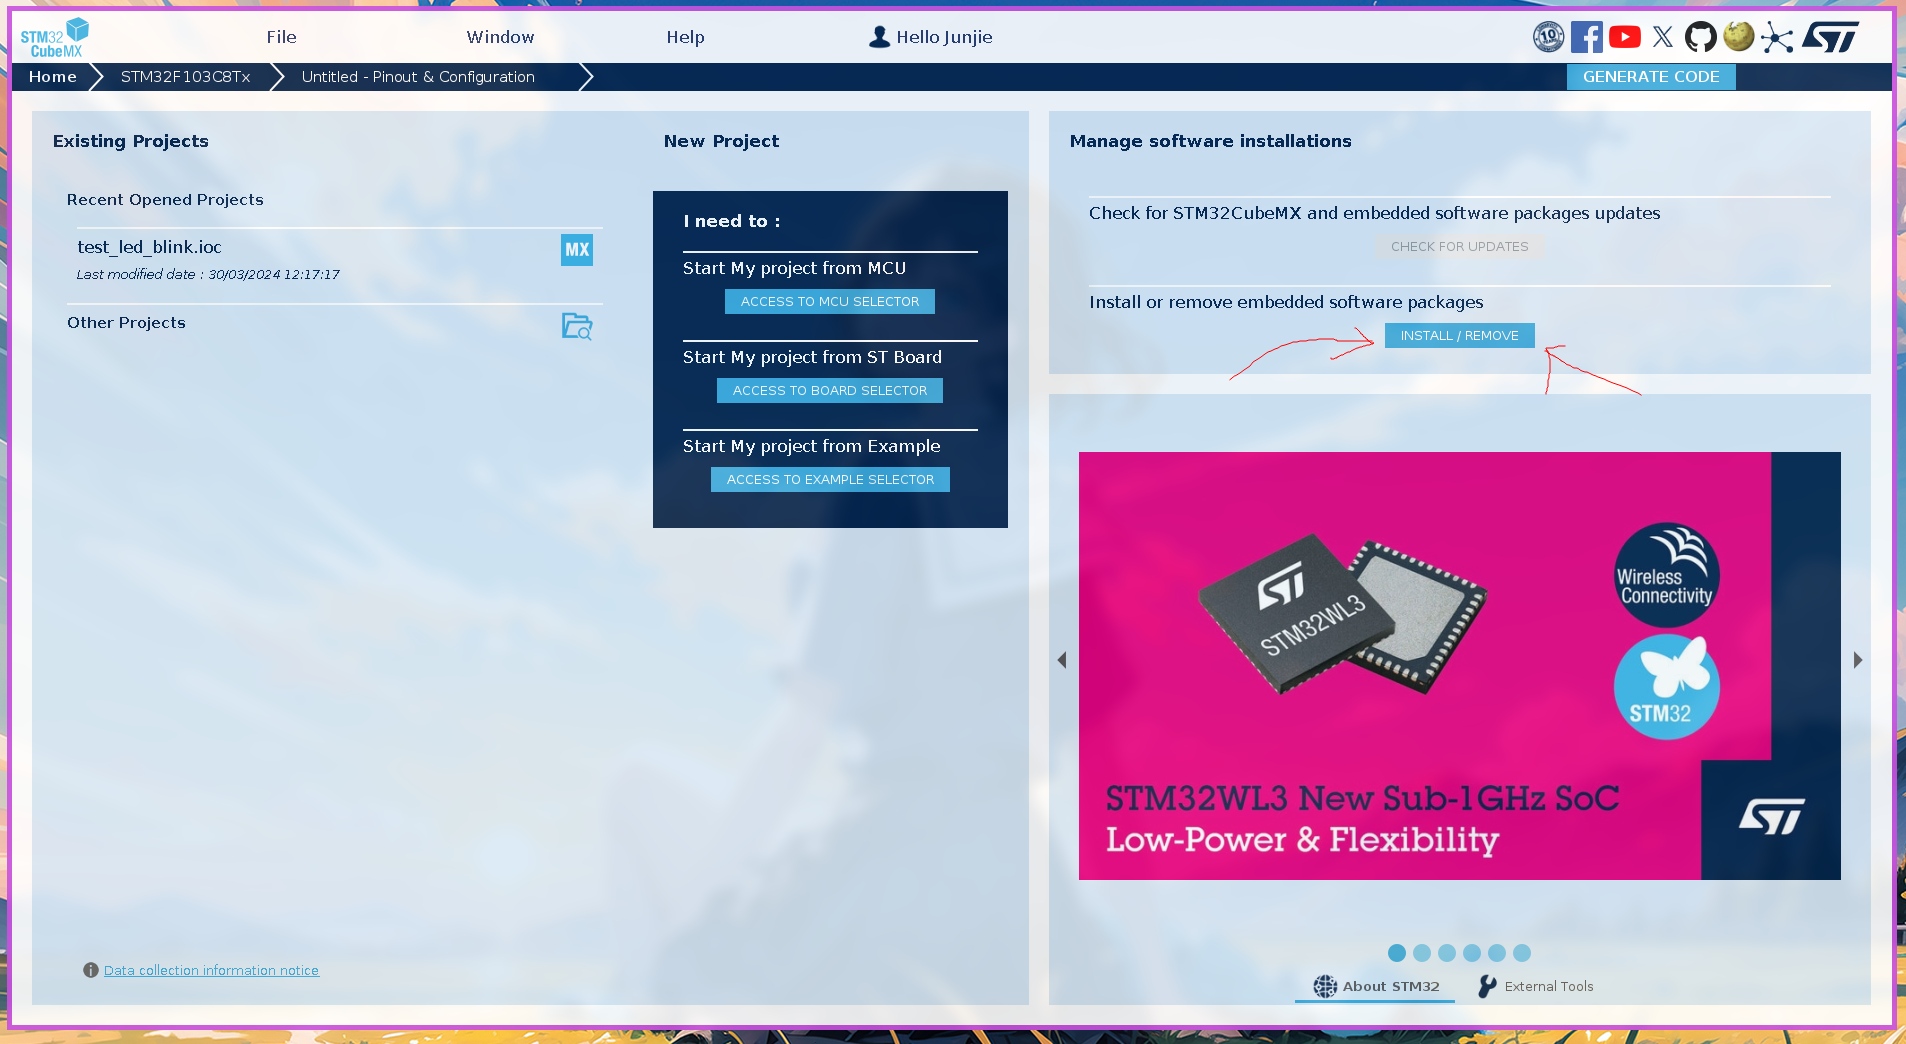 STM32
CubeMX
File
Window
Help
Hello Junjie
10
Home
STM32F103C8Tx
Untitled - Pinout & Configuration
GENERATE CODE
Existing Projects
Recent Opened Projects
test_led_blink.ioc
MX
Last modified date : 30/03/2024 12:17:17
Other Projects
Data collection information notice
New Project
I need to :
Start My project from MCU
ACCESS TO MCU SELECTOR
Start My project from ST Board
ACCESS TO BOARD SELECTOR
Start My project from Example
ACCESS TO EXAMPLE SELECTOR
Manage software installations
Check for STM32CubeMX and embedded software packages updates
CHECK FOR UPDATES
Install or remove embedded software packages
INSTALL / REMOVE
ST
STM32WL3
Wireless
Connectivity
STM32
STM32WL3 New Sub-1GHz SoC
Low-Power & Flexibility
ST
About STM32
External Tools